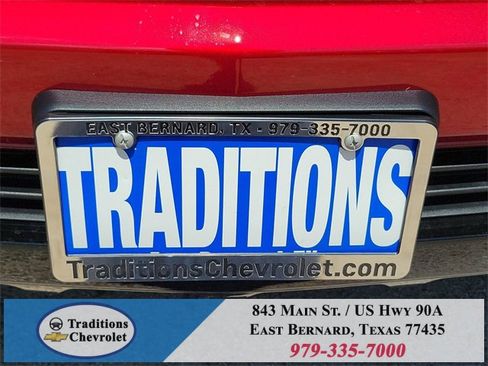 EAST BERNARD, TX - 979-335-7000
TRADITIONS
TraditionsChevrolet.com
Traditions
Chevrolet
843 Main St. / US Hwy 90A
East Bernard, Texas 77435
979-335-7000